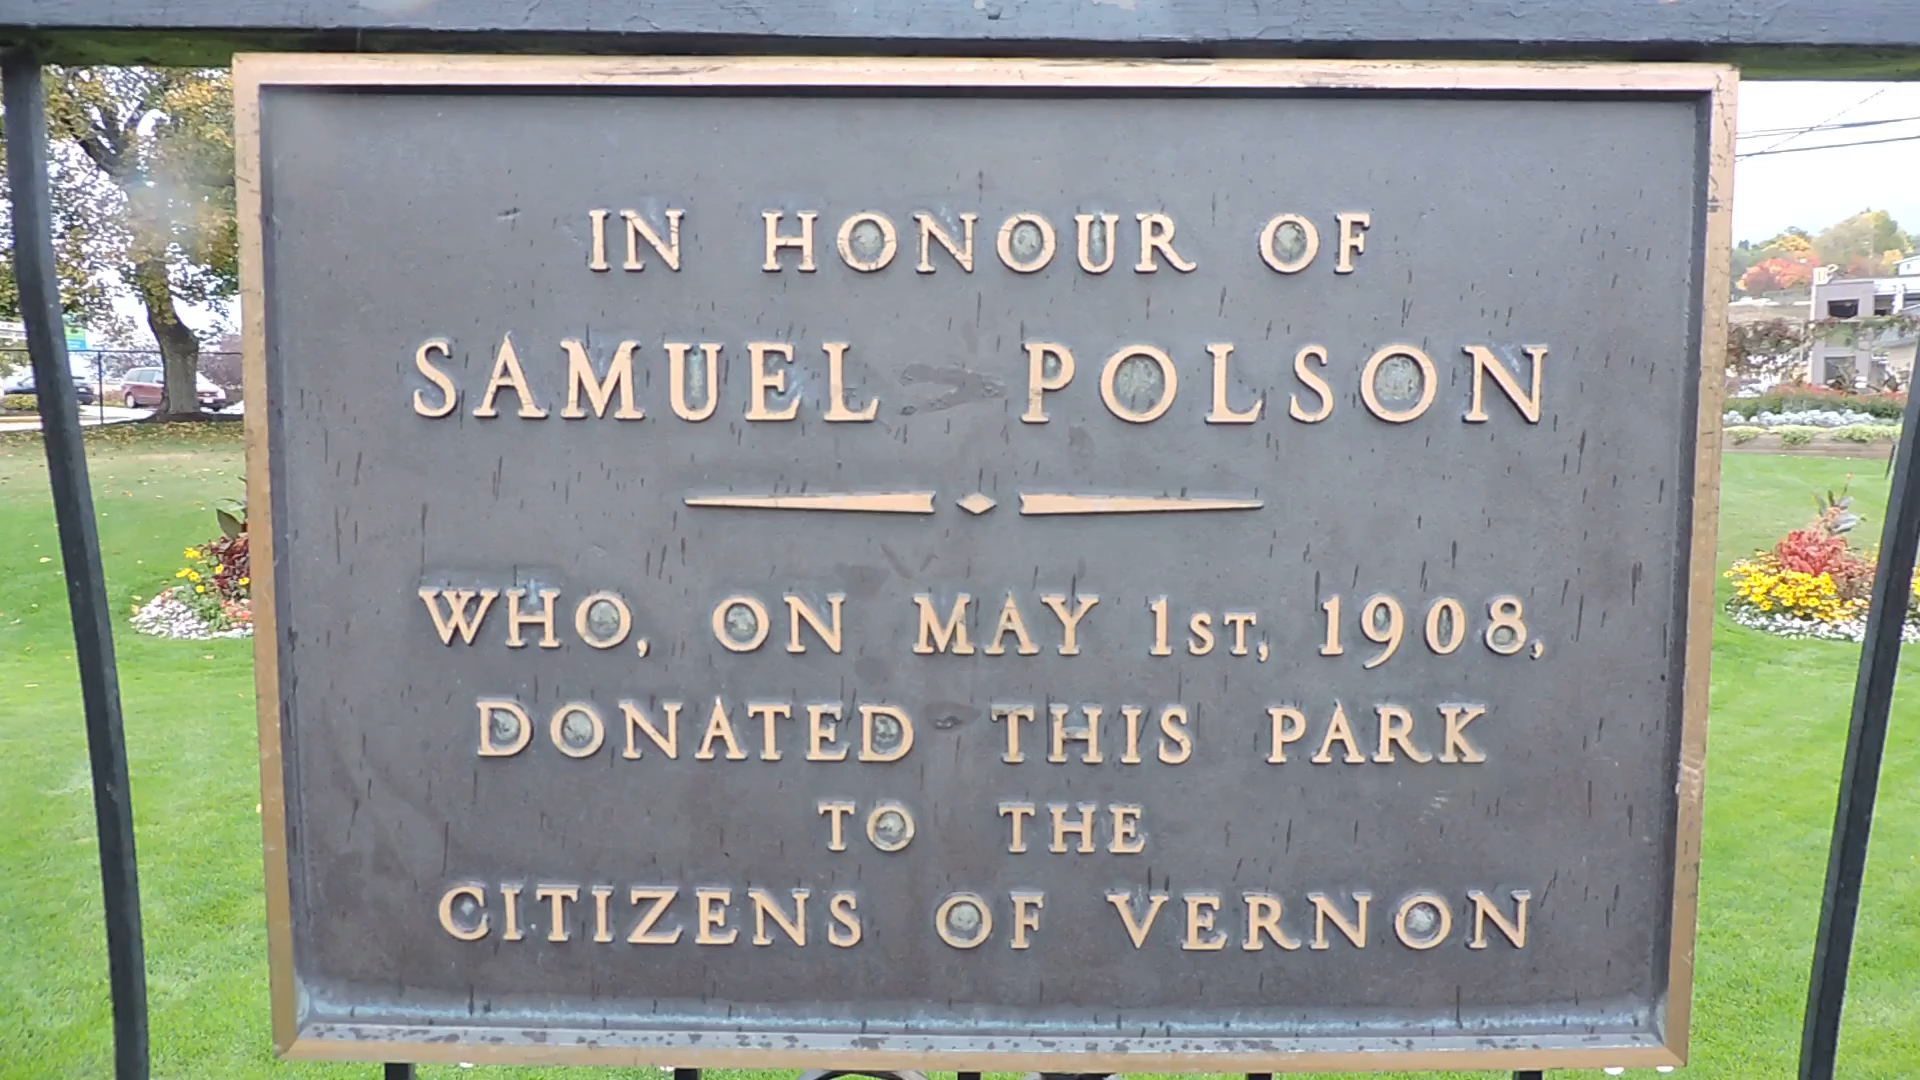 IN HONOUR OF
SAMUEL POLSON
WHO, ON MAY 1ST, 1908,
DONATED THIS PARK
TO THE
CITIZENS OF VERNON